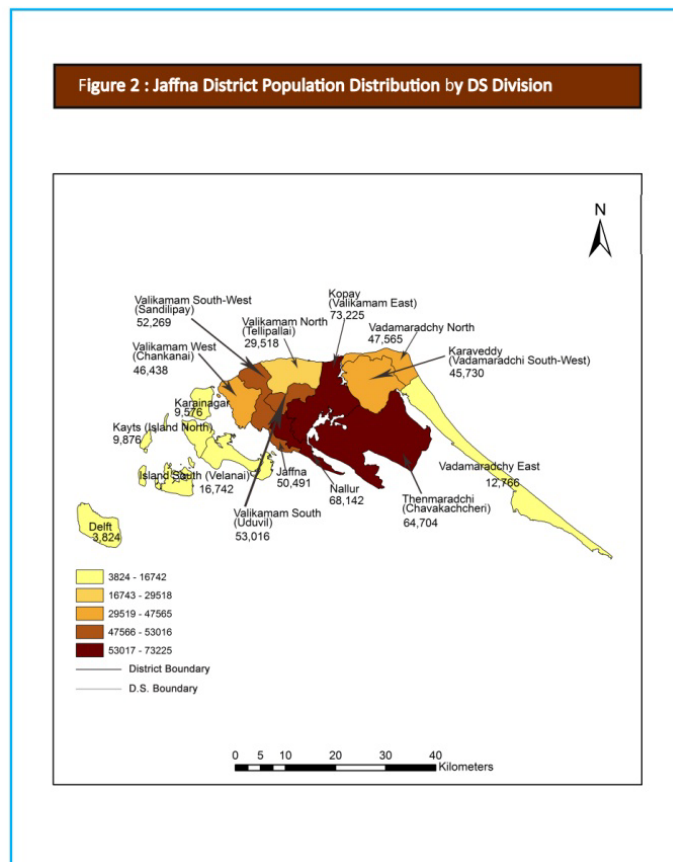 Figure 2 : Jaffna District Population Distribution by DS Division
N
Valikamam South-West
(Sandilipay)
52,269
Valikamam North
(Tellipallai)
29,518
Kopay
(Valikamam East)
73,225
Vadamaradchy North
47,565
Karaveddy
(Vadamaradchi South-West)
45,730
Valikamam West
(Chankanai)
46,438
Karainagar
9,576
Kayts (Island North)
9,876
Island South (Velanai)
16,742
Jaffna
50,491
Nallur
68,142
Valikamam South
(Uduvil)
53,016
Thenmaradchi
(Chavakachcheri)
64,704
Vadamaradchy East
12,766
Delft
3,824
3824 - 16742
16743 - 29518
29519 - 47565
47566 - 53016
53017 - 73225
District Boundary
D.S. Boundary
0 5 10 20 30 40
Kilometers